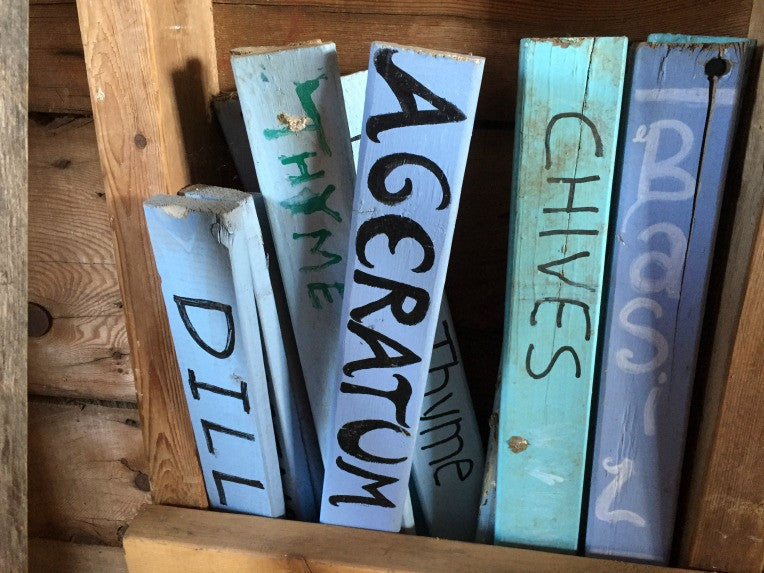 DILL
THYME
AGERATUM
Thyme
CHIVES
BaSiL